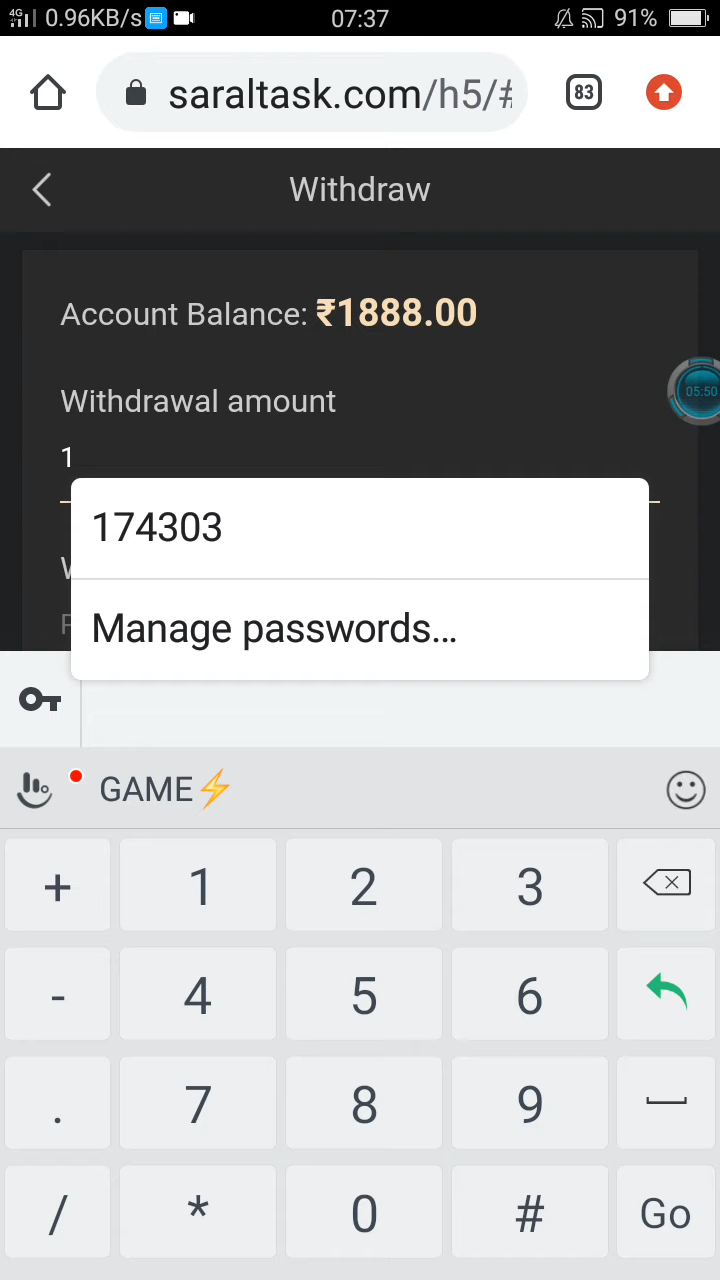 4G 0.96KB/s 07:37 91%
saraltask.com/h5/#
83
Withdraw
Account Balance: ₹1888.00
05:50
Withdrawal amount
1
174303
Manage passwords...
GAME⚡
+ 1 2 3
- 4 5 6
. 7 8 9
/ * 0 # Go